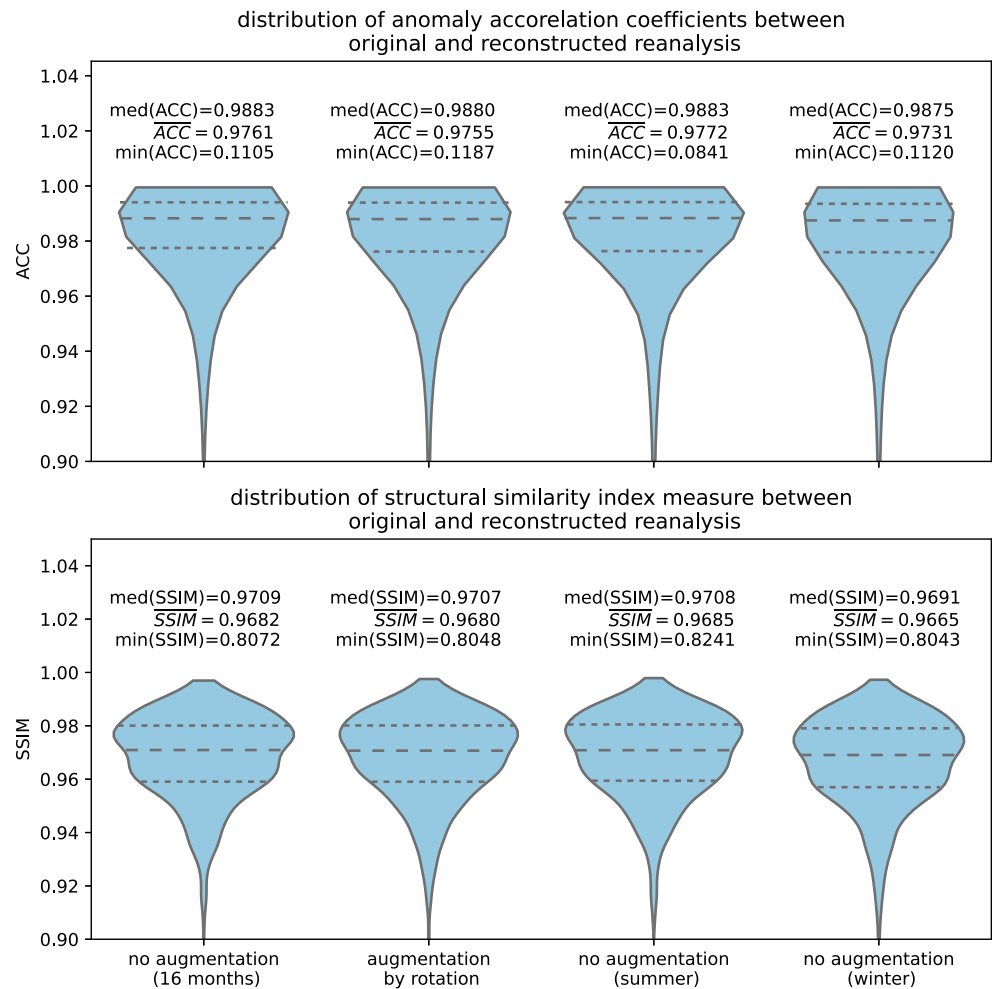 distribution of anomaly accorelation coefficients between
original and reconstructed reanalysis
1.04
1.02
1.00
0.98
0.96
0.94
0.92
0.90
ACC
med(ACC)=0.9883
ACC = 0.9761
min(ACC)=0.1105
med(ACC)=0.9880
ACC = 0.9755
min(ACC)=0.1187
med(ACC)=0.9883
ACC = 0.9772
min(ACC)=0.0841
med(ACC)=0.9875
ACC = 0.9731
min(ACC)=0.1120
distribution of structural similarity index measure between
original and reconstructed reanalysis
1.04
1.02
1.00
0.98
0.96
0.94
0.92
0.90
SSIM
med(SSIM)=0.9709
SSIM = 0.9682
min(SSIM)=0.8072
med(SSIM)=0.9707
SSIM = 0.9680
min(SSIM)=0.8048
med(SSIM)=0.9708
SSIM = 0.9685
min(SSIM)=0.8241
med(SSIM)=0.9691
SSIM = 0.9665
min(SSIM)=0.8043
no augmentation
(16 months)
augmentation
by rotation
no augmentation
(summer)
no augmentation
(winter)